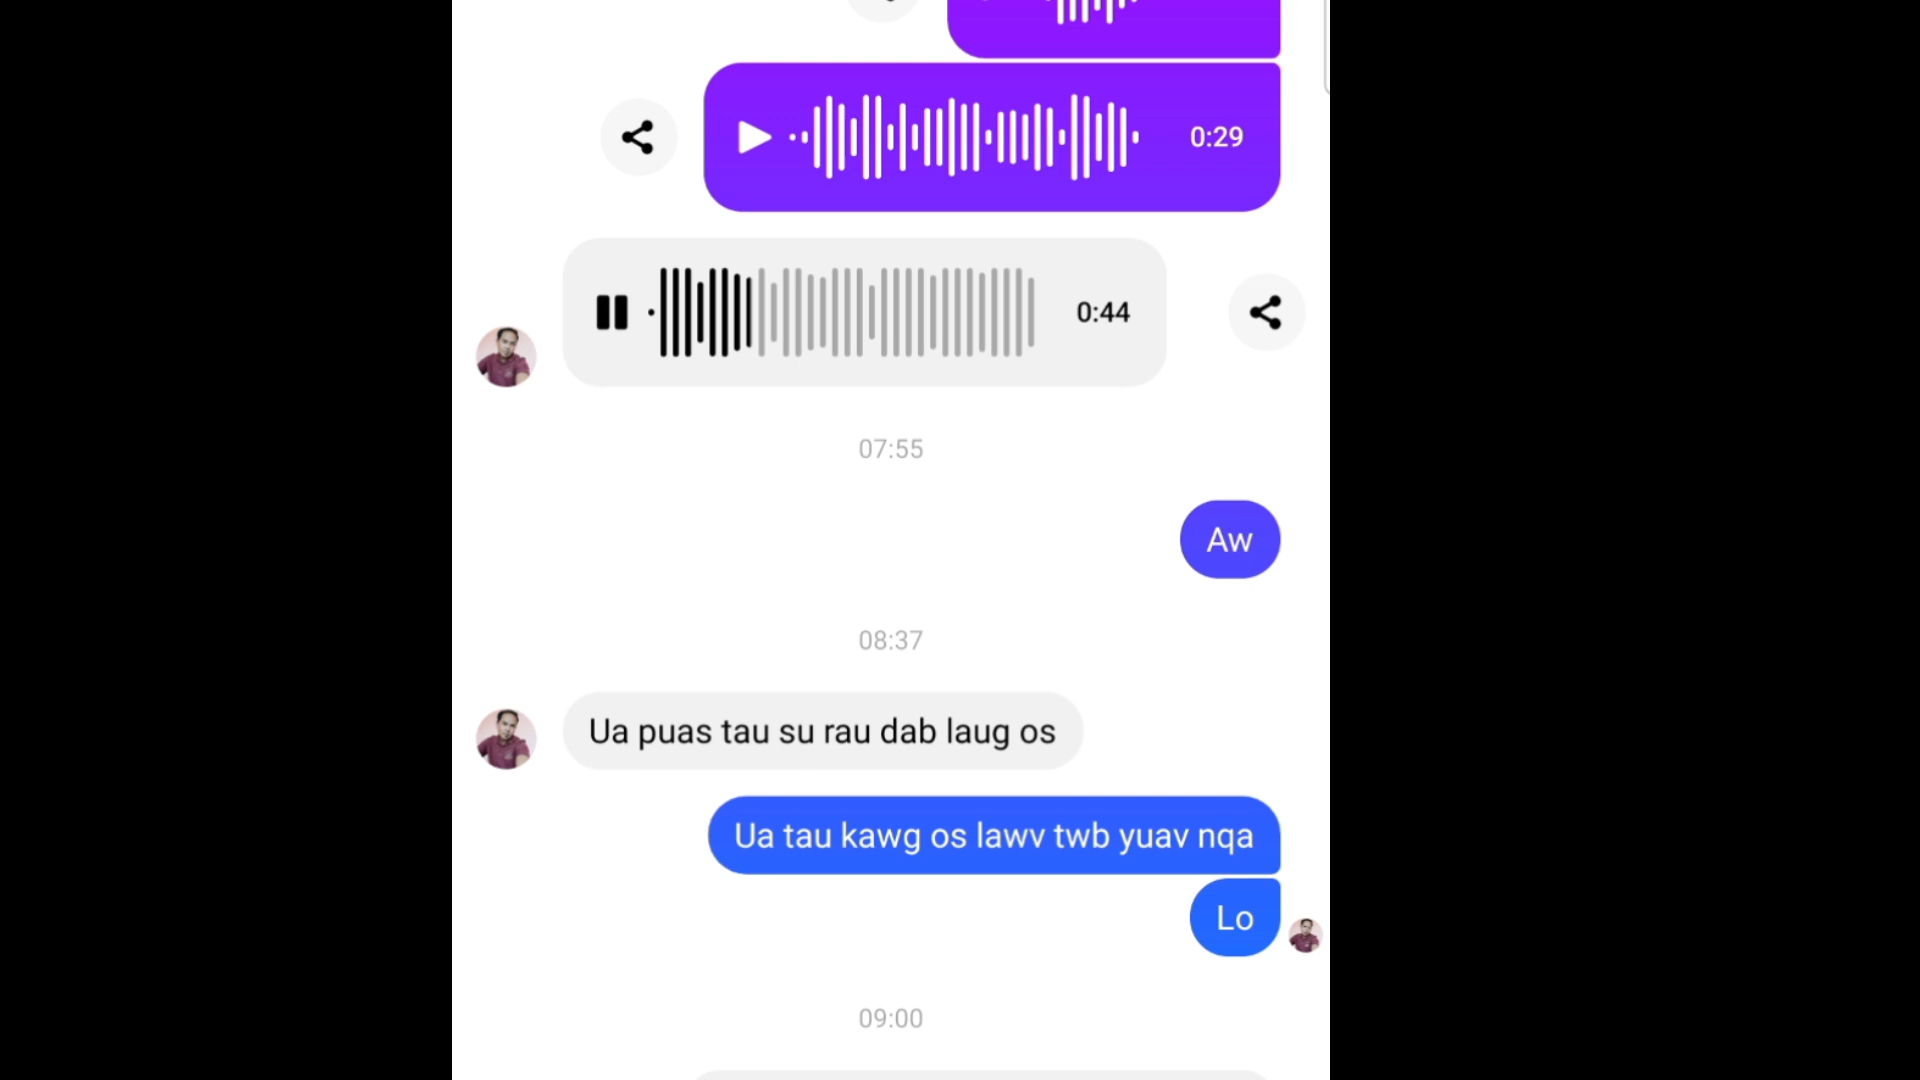 0:29
0:44
07:55
Aw
08:37
Ua puas tau su rau dab laug os
Ua tau kawg os lawv twb yuav nqa
Lo
09:00